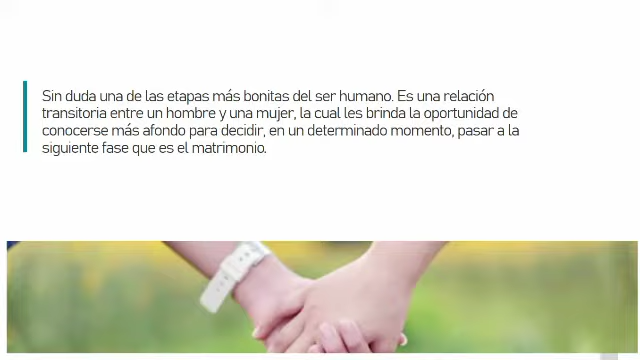 Sin duda una de las etapas más bonitas del ser humano. Es una relación
transitoria entre un hombre y una mujer, la cual les brinda la oportunidad de
conocerse más afondo para decidir, en un determinado momento, pasar a la
siguiente fase que es el matrimonio.